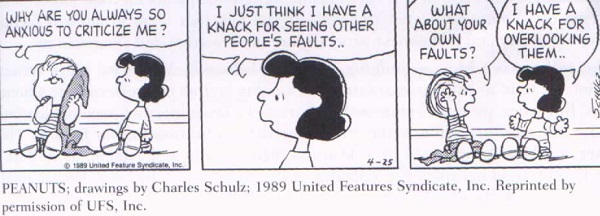 WHY ARE YOU ALWAYS SO
ANXIOUS TO CRITICIZE ME?
© 1989 United Feature Syndicate, Inc.
I JUST THINK I HAVE A
KNACK FOR SEEING OTHER
PEOPLE'S FAULTS..
4-25
WHAT
ABOUT YOUR
OWN
FAULTS?
I HAVE A
KNACK FOR
OVERLOOKING
THEM..
SCHULZ
PEANUTS; drawings by Charles Schulz; 1989 United Features Syndicate, Inc. Reprinted by
permission of UFS, Inc.